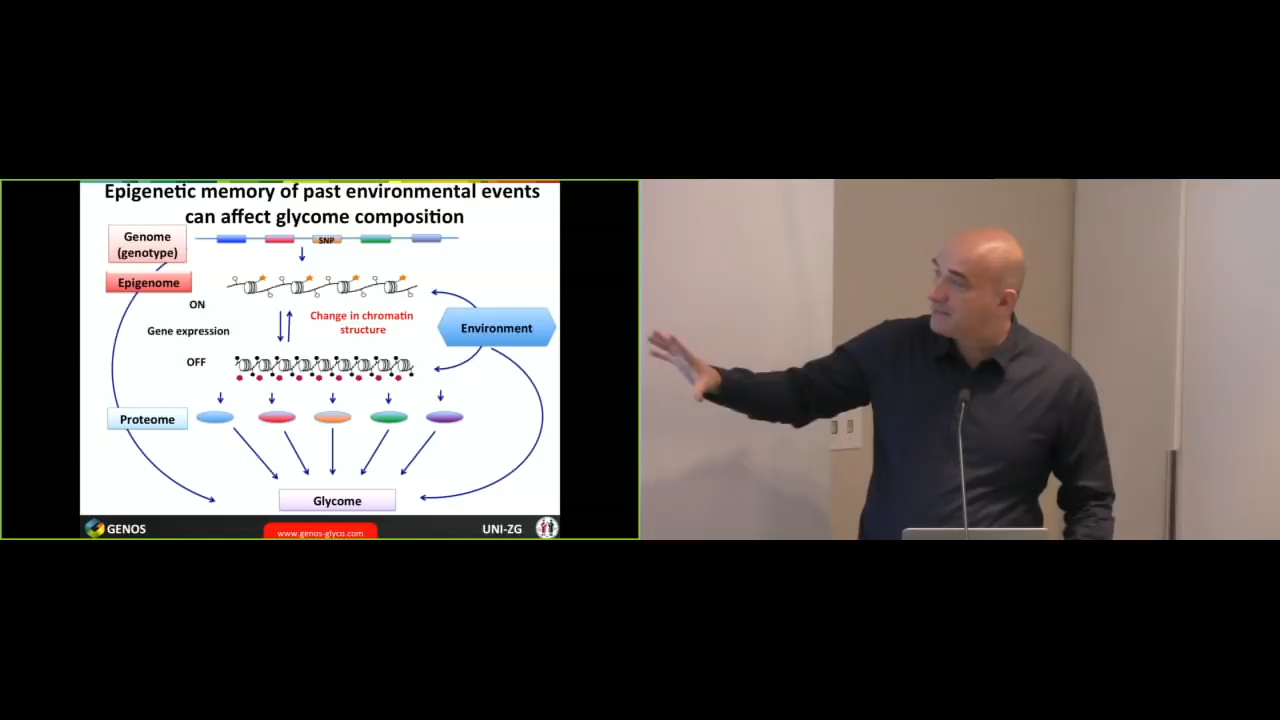 Epigenetic memory of past environmental events
can affect glycome composition
Genome
(genotype)
SNP
Epigenome
ON
Change in chromatin
structure
Environment
Gene expression
OFF
Proteome
Glycome
GENOS
www.genos-glyco.com
UNI-ZG